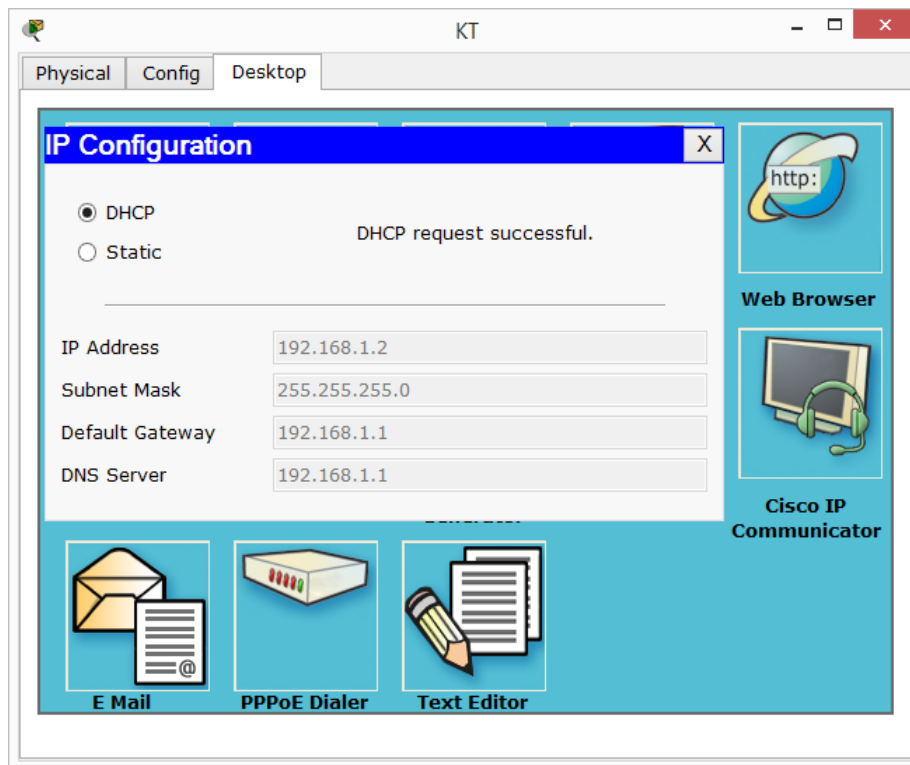 KT
Physical
Config
Desktop
IP Configuration
X
DHCP
DHCP request successful.
Static
IP Address
192.168.1.2
Subnet Mask
255.255.255.0
Default Gateway
192.168.1.1
DNS Server
192.168.1.1
http:
Web Browser
Cisco IP
Communicator
@
E Mail
PPPoE Dialer
Text Editor